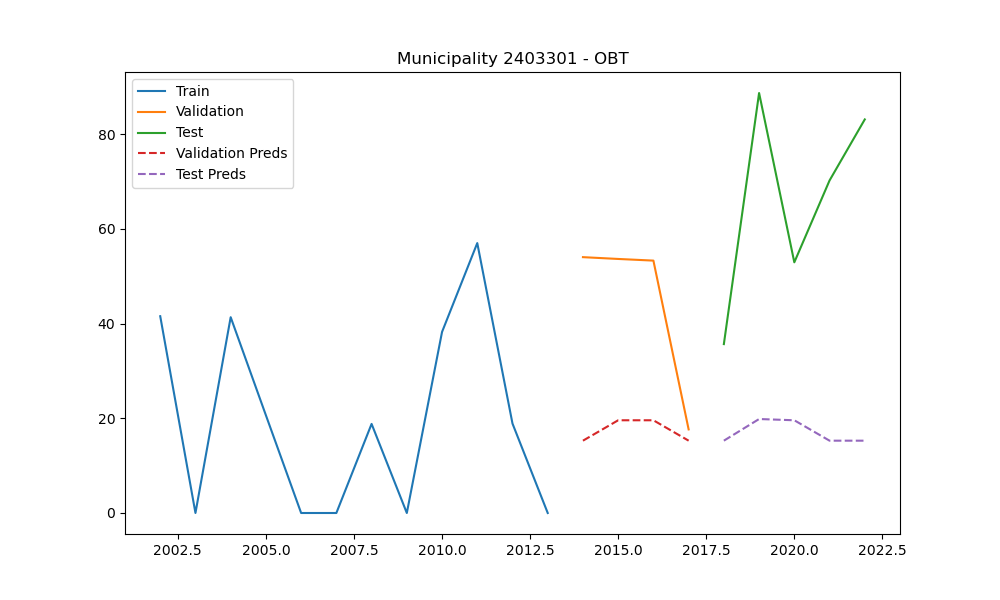 Municipality 2403301 - OBT
Train
Validation
Test
Validation Preds
Test Preds
80
60
40
20
0
2002.5 2005.0 2007.5 2010.0 2012.5 2015.0 2017.5 2020.0 2022.5